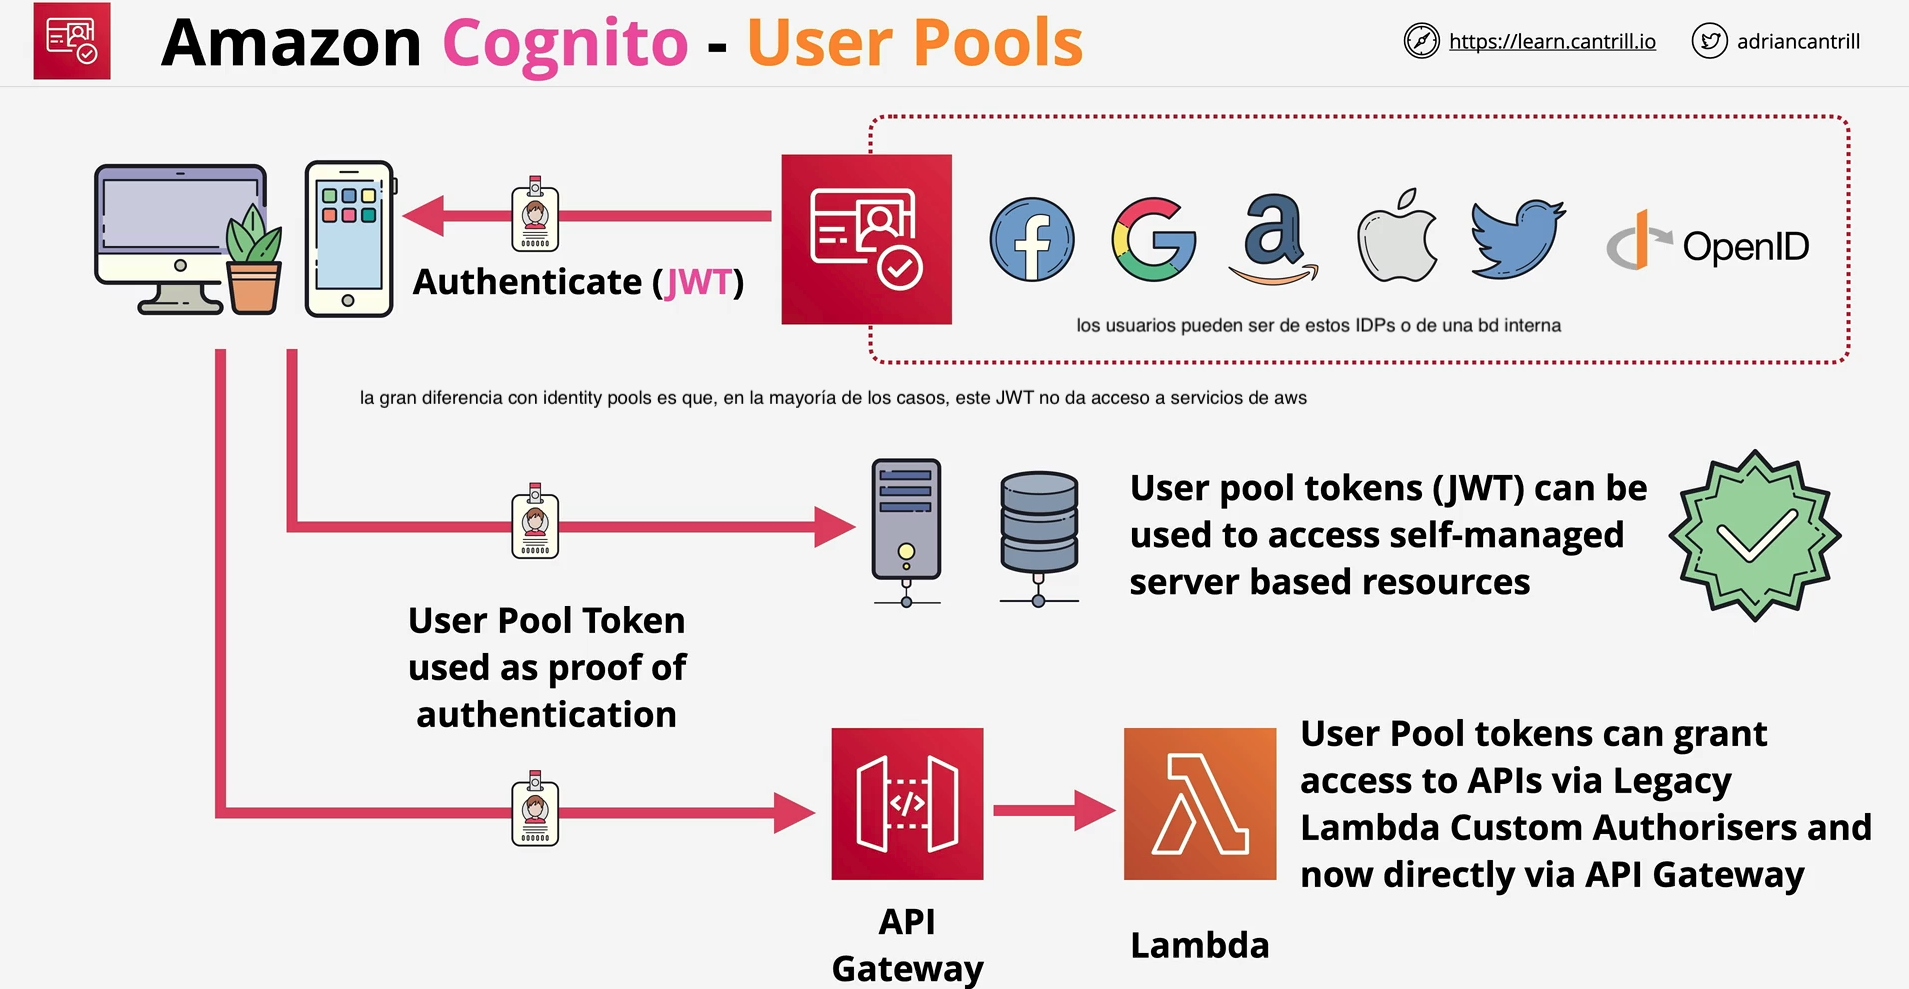 Amazon Cognito - User Pools
https://learn.cantrill.io
adriancantrill
Authenticate (JWT)
OpenID
los usuarios pueden ser de estos IDPs o de una bd interna
la gran diferencia con identity pools es que, en la mayoría de los casos, este JWT no da acceso a servicios de aws
User pool tokens (JWT) can be
used to access self-managed
server based resources
User Pool Token
used as proof of
authentication
User Pool tokens can grant
access to APIs via Legacy
Lambda Custom Authorisers and
now directly via API Gateway
API
Gateway
Lambda